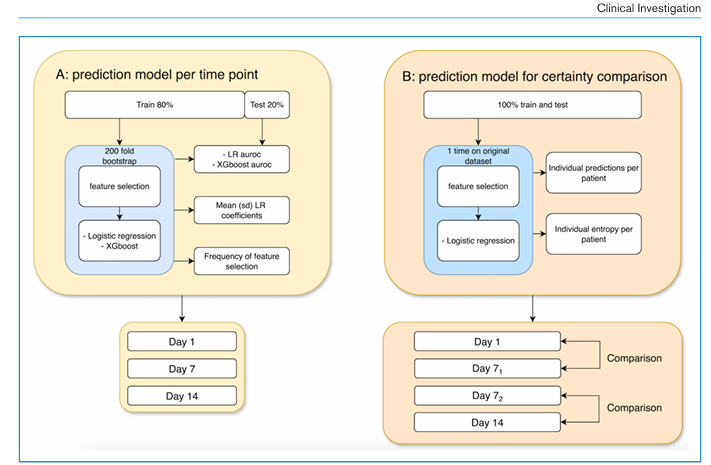 Clinical Investigation
A: prediction model per time point
Train 80%
Test 20%
200 fold
bootstrap
feature selection
- Logistic regression
- XGboost
- LR auroc
- XGboost auroc
Mean (sd) LR
coefficients
Frequency of feature
selection
Day 1
Day 7
Day 14
B: prediction model for certainty comparison
100% train and test
1 time on original
dataset
feature selection
- Logistic regression
Individual predictions per
patient
Individual entropy per
patient
Day 1
Day 7₁
Day 7₂
Day 14
Comparison
Comparison